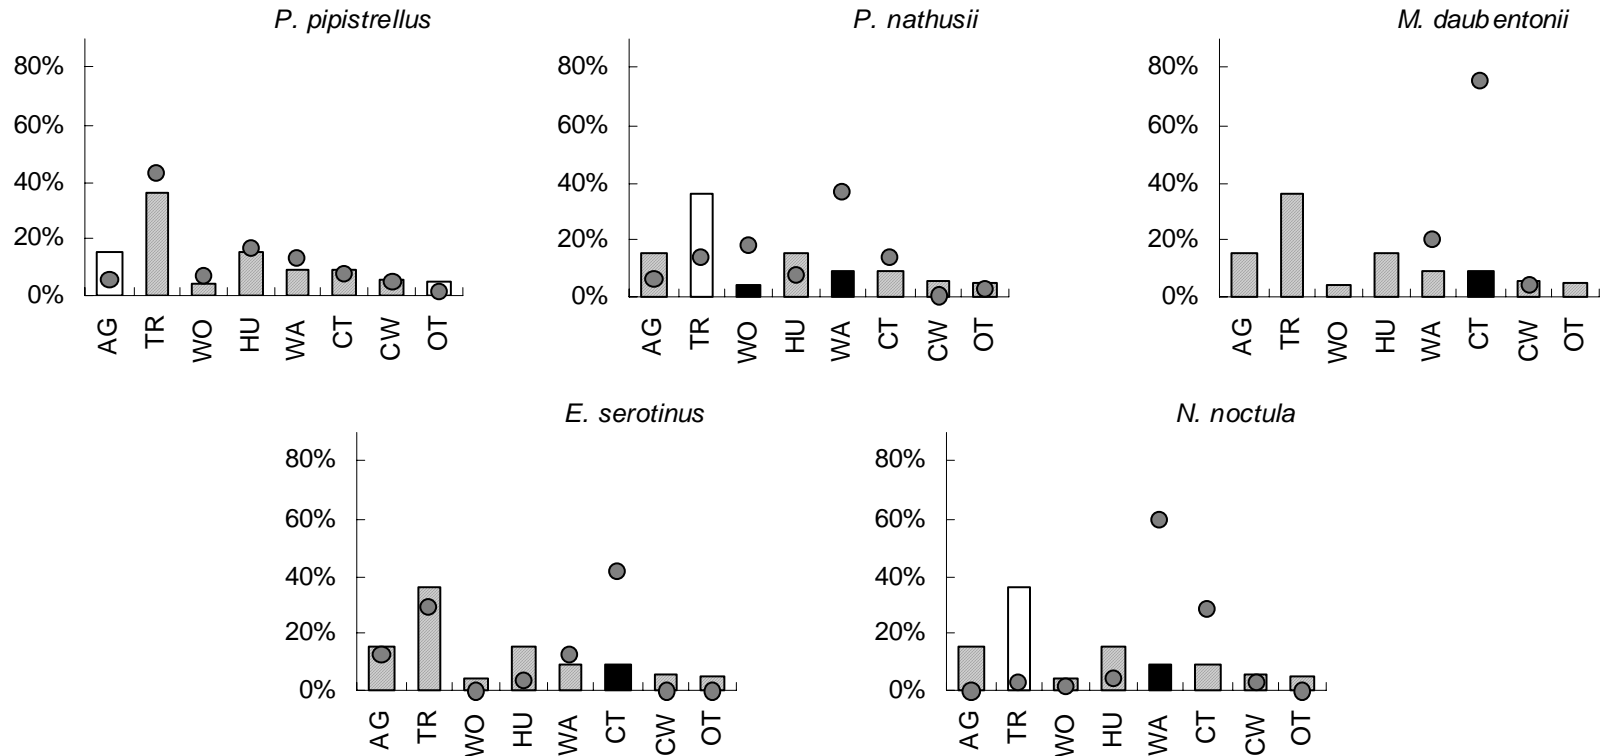 P. pipistrellus
80%
60%
40%
20%
0%
AG TR WO HU WA CT CW OT
P. nathusii
80%
60%
40%
20%
0%
AG TR WO HU WA CT CW OT
M. daubentonii
80%
60%
40%
20%
0%
AG TR WO HU WA CT CW OT
E. serotinus
80%
60%
40%
20%
0%
AG TR WO HU WA CT CW OT
N. noctula
80%
60%
40%
20%
0%
AG TR WO HU WA CT CW OT